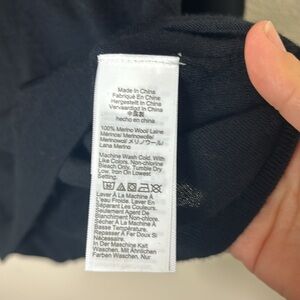 Made In China
Fabriqué En Chine
Hergestellt in China
Vervaardigd in China
中国製
hecho en china
100% Merino Wool/Laine
Mérinos/ Merinowolle/
Merinowol/ メリノウール/
Lana Merino
Machine Wash Cold. With
Like Colors. Non-chlorine
Bleach Only. Tumble Dry
Low. Iron On Lowest
Setting.
Laver À La Machine À
L'eau Froide. Laver En
Séparant Les Couleurs.
Seulement Agent De
Blanchiment Non-chlore.
Sécher À La Machine À
Basse Température.
Repasser À Fer Doux Si
Nécessaire.
In Der Maschine Kalt
Waschen. Mit Ähnlichen
Farben Waschen. Nur